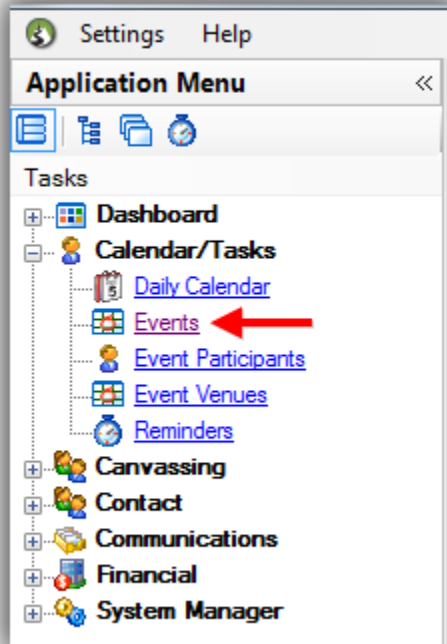 Settings Help
Application Menu «
Tasks
Dashboard
Calendar/Tasks
5 Daily Calendar
Events
Event Participants
Event Venues
Reminders
Canvassing
Contact
Communications
Financial
System Manager